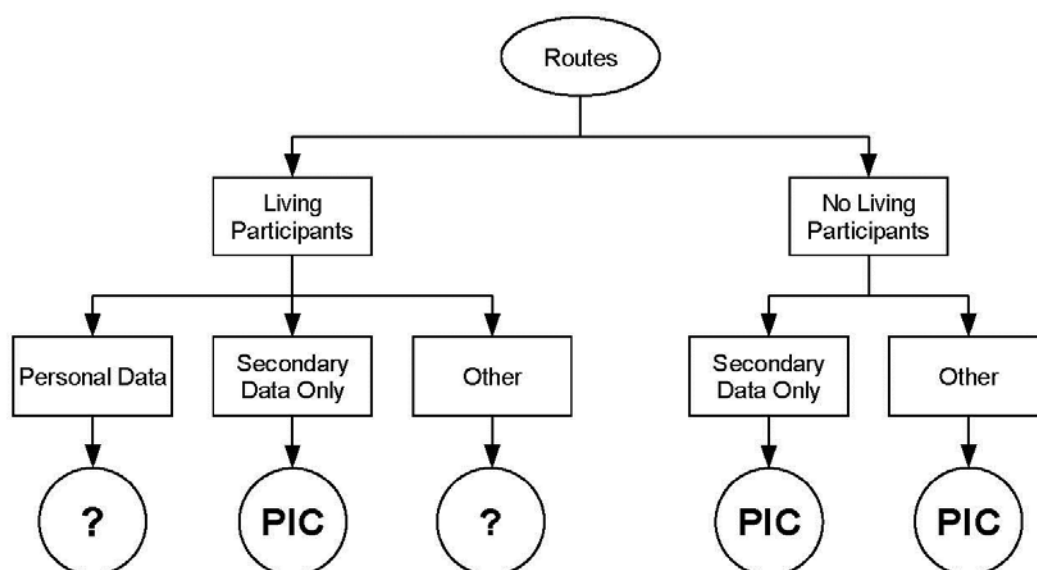 Routes
Living
Participants
No Living
Participants
Personal Data
Secondary
Data Only
Other
Secondary
Data Only
Other
?
PIC
?
PIC
PIC